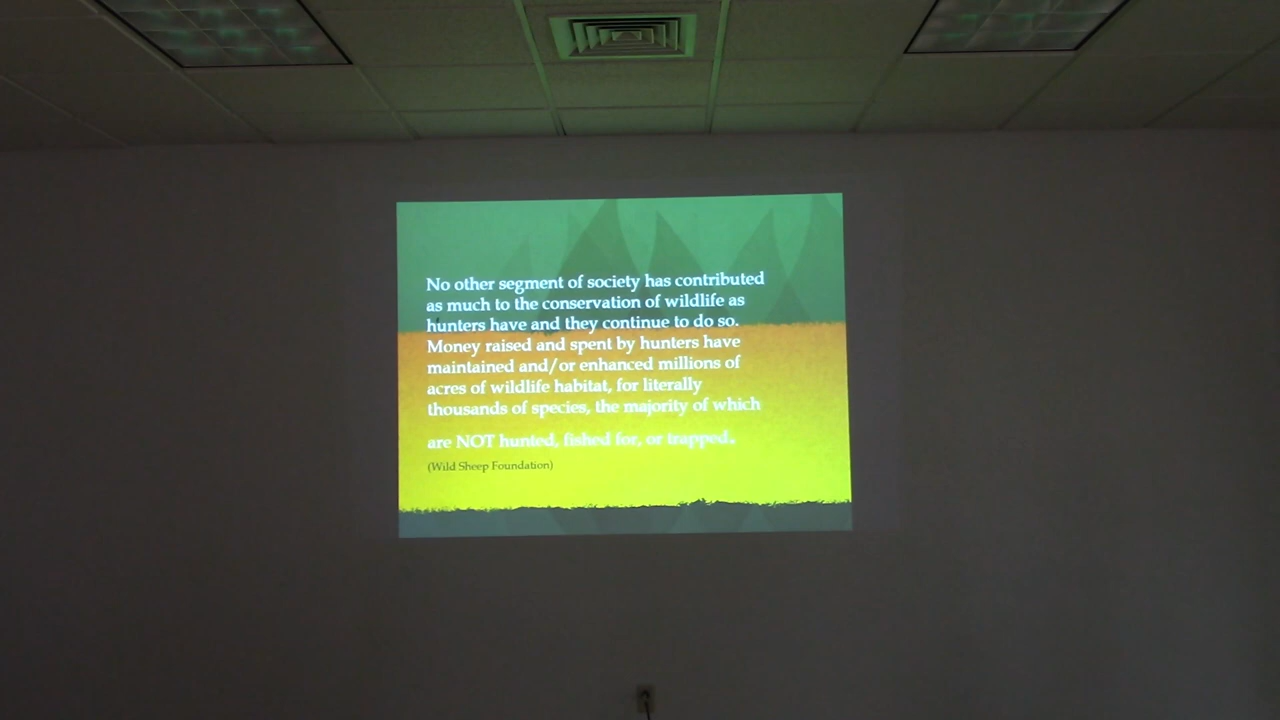 No other segment of society has contributed
as much to the conservation of wildlife as
hunters have and they continue to do so.
Money raised and spent by hunters have
maintained and/or enhanced millions of
acres of wildlife habitat, for literally
thousands of species, the majority of which
are NOT hunted, fished for, or trapped.
(Wild Sheep Foundation)